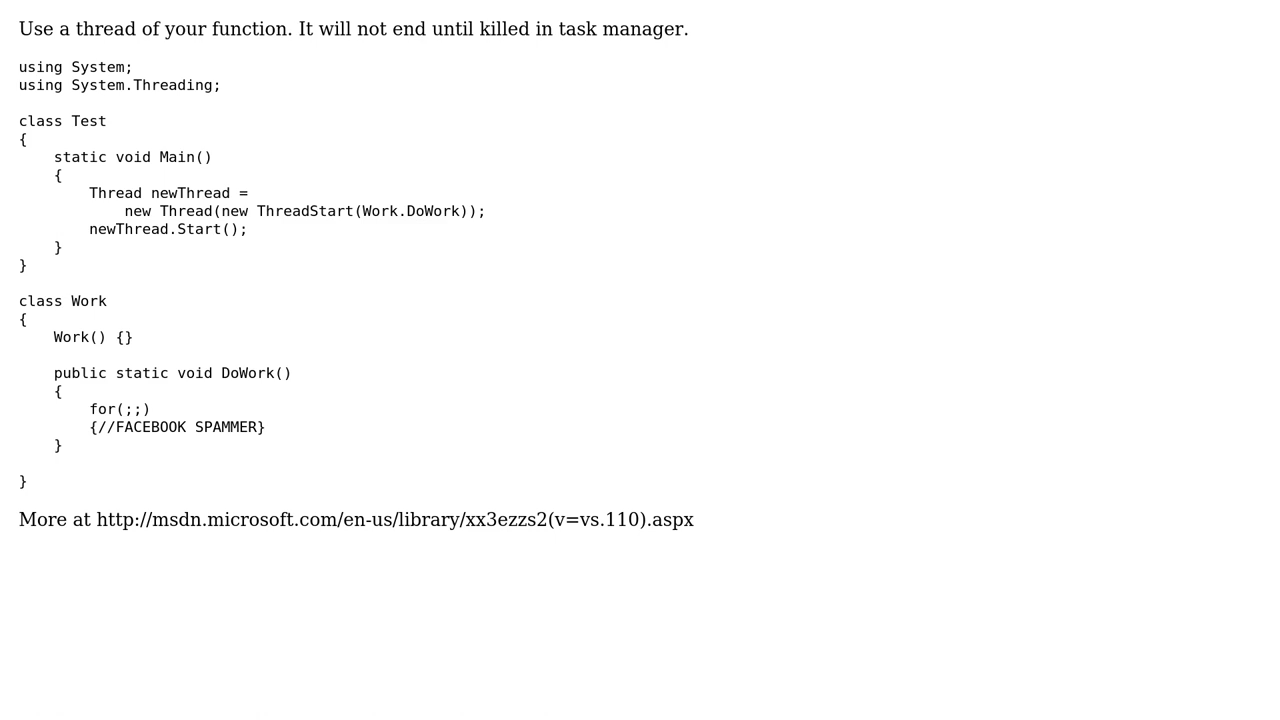 Use a thread of your function. It will not end until killed in task manager.
using System;
using System.Threading;

class Test
{
    static void Main()
    {
        Thread newThread =
            new Thread(new ThreadStart(Work.DoWork));
        newThread.Start();
    }
}

class Work
{
    Work() {}

    public static void DoWork()
    {
        for(;;)
        {//FACEBOOK SPAMMER}
    }

}
More at http://msdn.microsoft.com/en-us/library/xx3ezzs2(v=vs.110).aspx